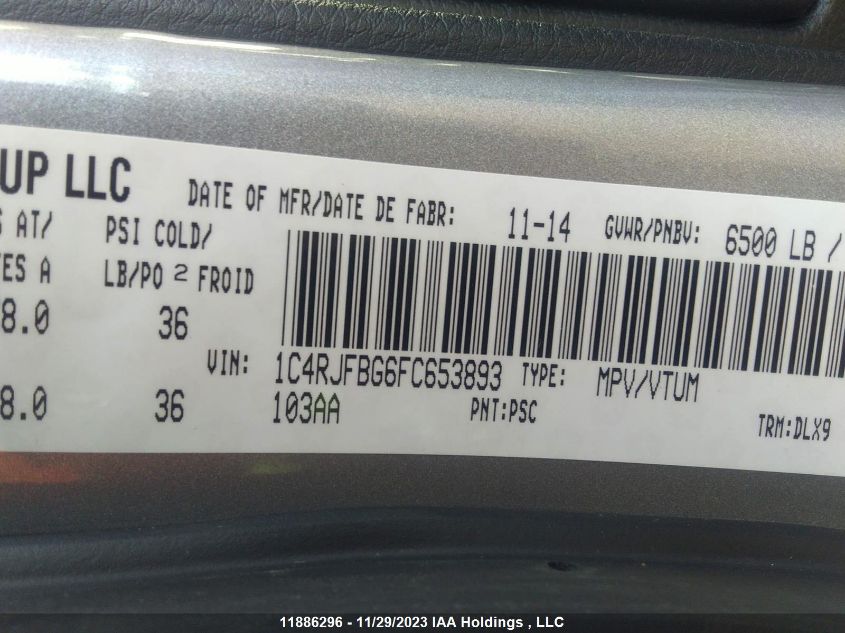 UP LLC
DATE OF MFR/DATE DE FABR: 11-14 GVWR/PNBV: 6500 LB /
S AT/ PSI COLD/
ES A LB/PO 2 FROID
8.0 36
VIN: 1C4RJFBG6FC653893 TYPE: MPV/VTUM
8.0 36 103AA PNT:PSC TRM:DLX9
11886296 - 11/29/2023 IAA Holdings , LLC